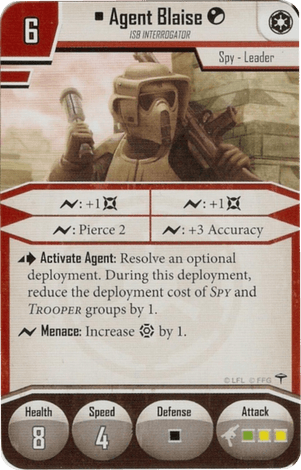 6
Agent Blaise
ISB INTERROGATOR
Spy - Leader
: +1
: +1
: Pierce 2
: +3 Accuracy
Activate Agent: Resolve an optional
deployment. During this deployment,
reduce the deployment cost of SPY and
TROOPER groups by 1.
Menace: Increase by 1.
© LFL © FFG
Health
Speed
Defense
Attack
8
4